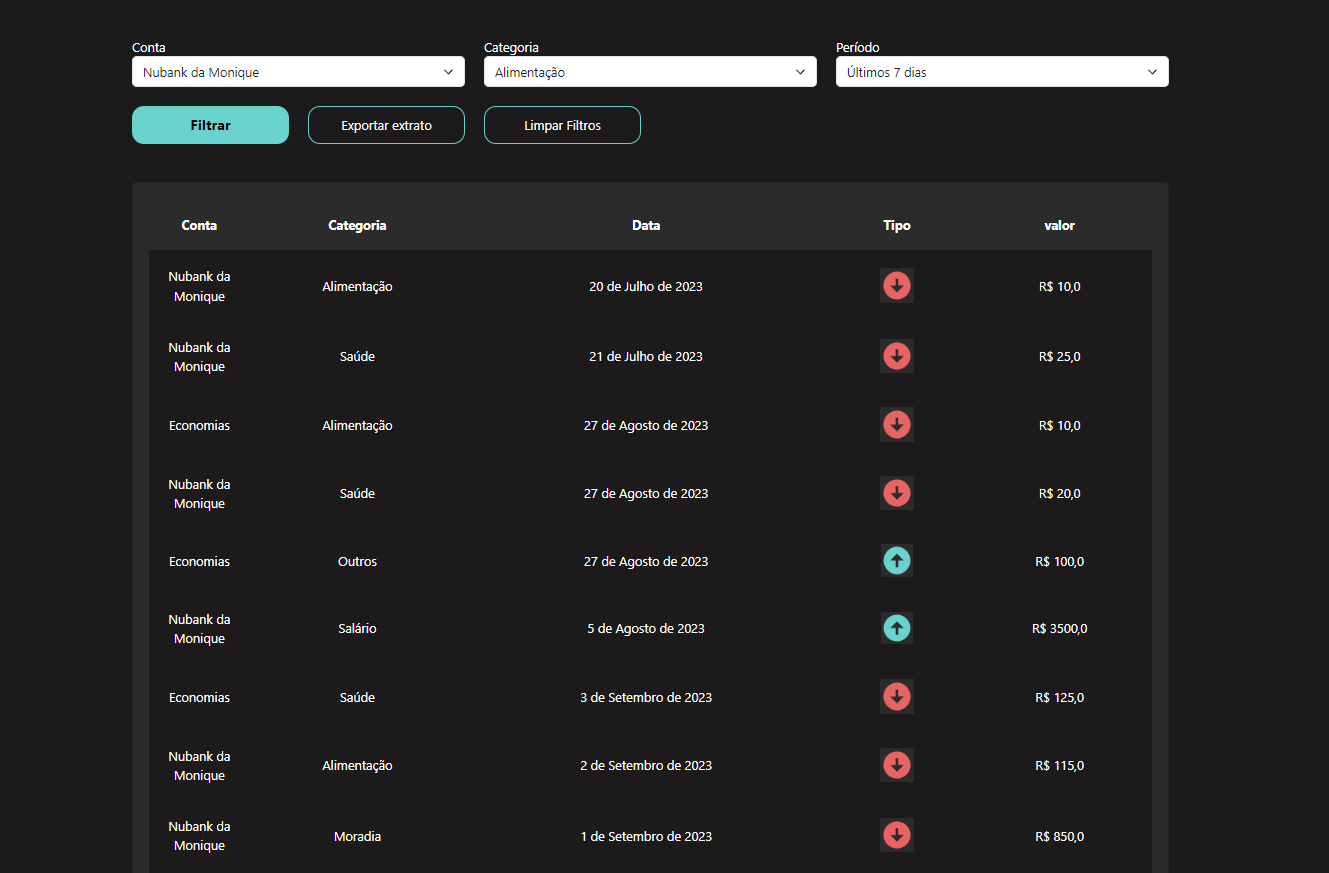 Conta Categoria Período
Nubank da Monique Alimentação Últimos 7 dias
Filtrar Exportar extrato Limpar Filtros
Conta Categoria Data Tipo valor
Nubank da
Monique Alimentação 20 de Julho de 2023 R$ 10,0
Nubank da
Monique Saúde 21 de Julho de 2023 R$ 25,0
Economias Alimentação 27 de Agosto de 2023 R$ 10,0
Nubank da
Monique Saúde 27 de Agosto de 2023 R$ 20,0
Economias Outros 27 de Agosto de 2023 R$ 100,0
Nubank da
Monique Salário 5 de Agosto de 2023 R$ 3500,0
Economias Saúde 3 de Setembro de 2023 R$ 125,0
Nubank da
Monique Alimentação 2 de Setembro de 2023 R$ 115,0
Nubank da
Monique Moradia 1 de Setembro de 2023 R$ 850,0